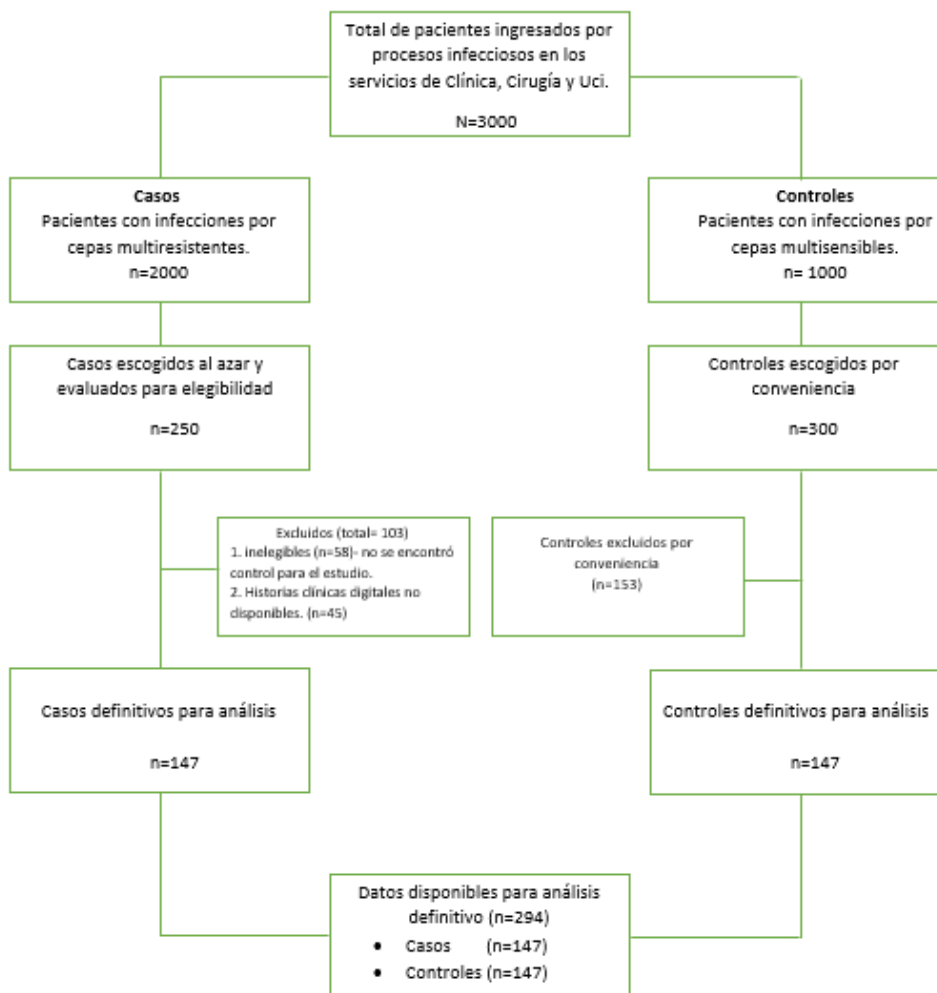 Total de pacientes ingresados por
procesos infecciosos en los
servicios de Clínica, Cirugía y Uci.
N=3000
Casos
Pacientes con infecciones por
cepas multiresistentes.
n=2000
Controles
Pacientes con infecciones por
cepas multisensibles.
n= 1000
Casos escogidos al azar y
evaluados para elegibilidad
n=250
Controles escogidos por
conveniencia
n=300
Excluidos (total= 103)
1. inelegibles (n=58)- no se encontró
control para el estudio.
2. Historias clínicas digitales no
disponibles. (n=45)
Controles excluidos por
conveniencia
(n=153)
Casos definitivos para análisis
n=147
Controles definitivos para análisis
n=147
Datos disponibles para análisis
definitivo (n=294)
• Casos (n=147)
• Controles (n=147)